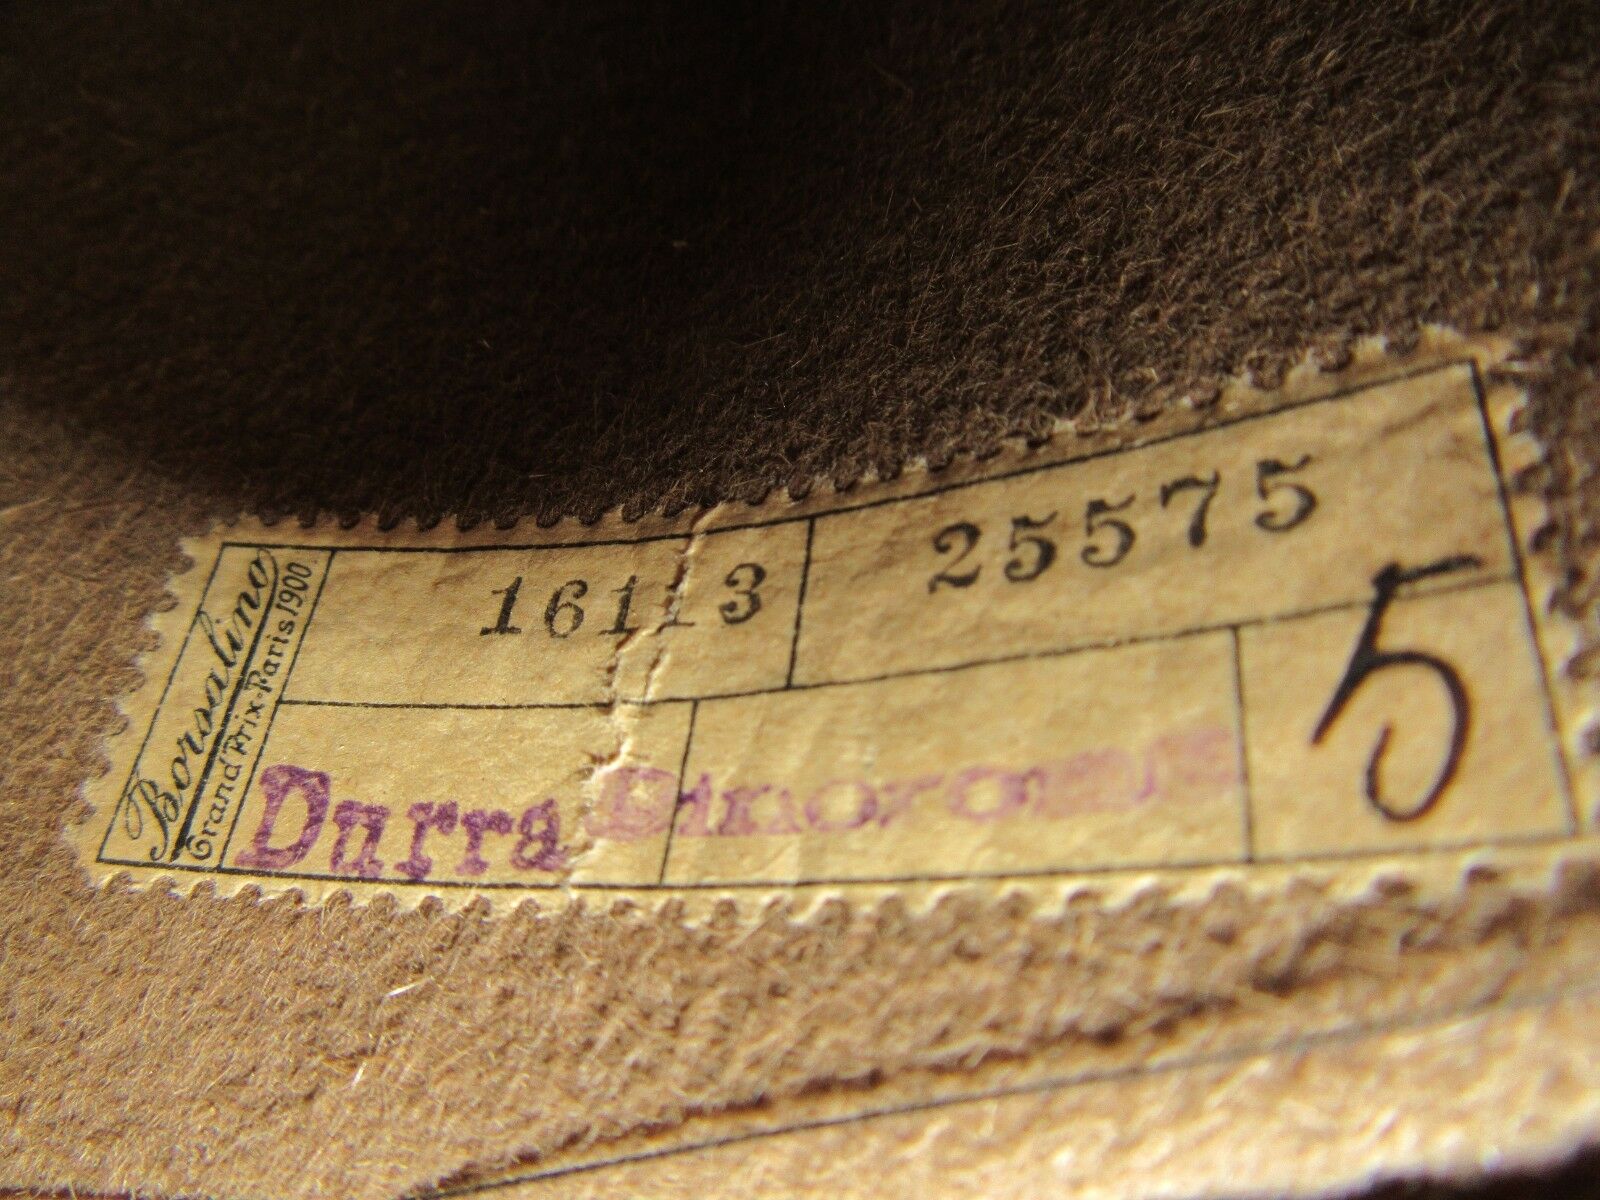 Borsalino
Grand Prix-Paris 1900
16113
25575
Durra
5